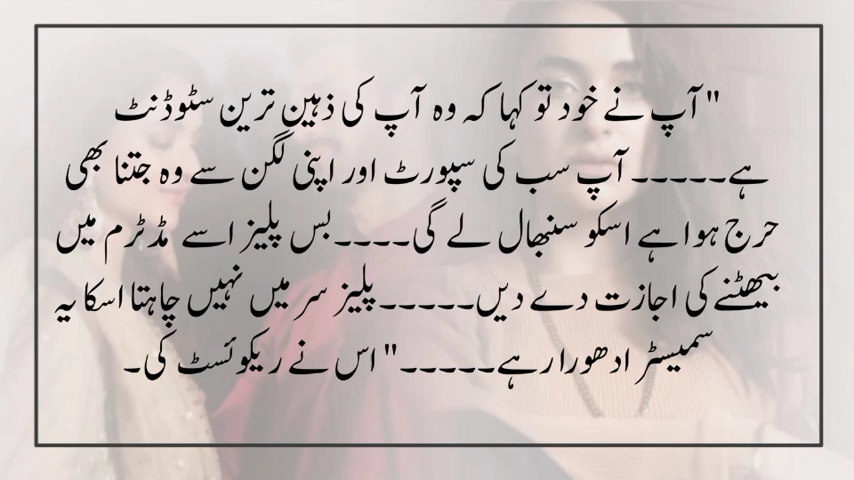 "آپ نے خود تو کہا کہ وہ آپ کی ذہین ترین سٹوڈنٹ
ہے۔۔۔۔۔ آپ سب کی سپورٹ اور اپنی لگن سے وہ جتنا بھی
حرج ہوا ہے اسکو سنبھال لے گی۔۔۔۔بس پلیز اسے مڈٹرم میں
بیھٹنے کی اجازت دے دیں۔۔۔۔۔پلیز سر میں نہیں چاہتا اسکا یہ
سمیسٹر ادھورا رہے۔۔۔۔۔" اس نے ریکوئسٹ کی۔